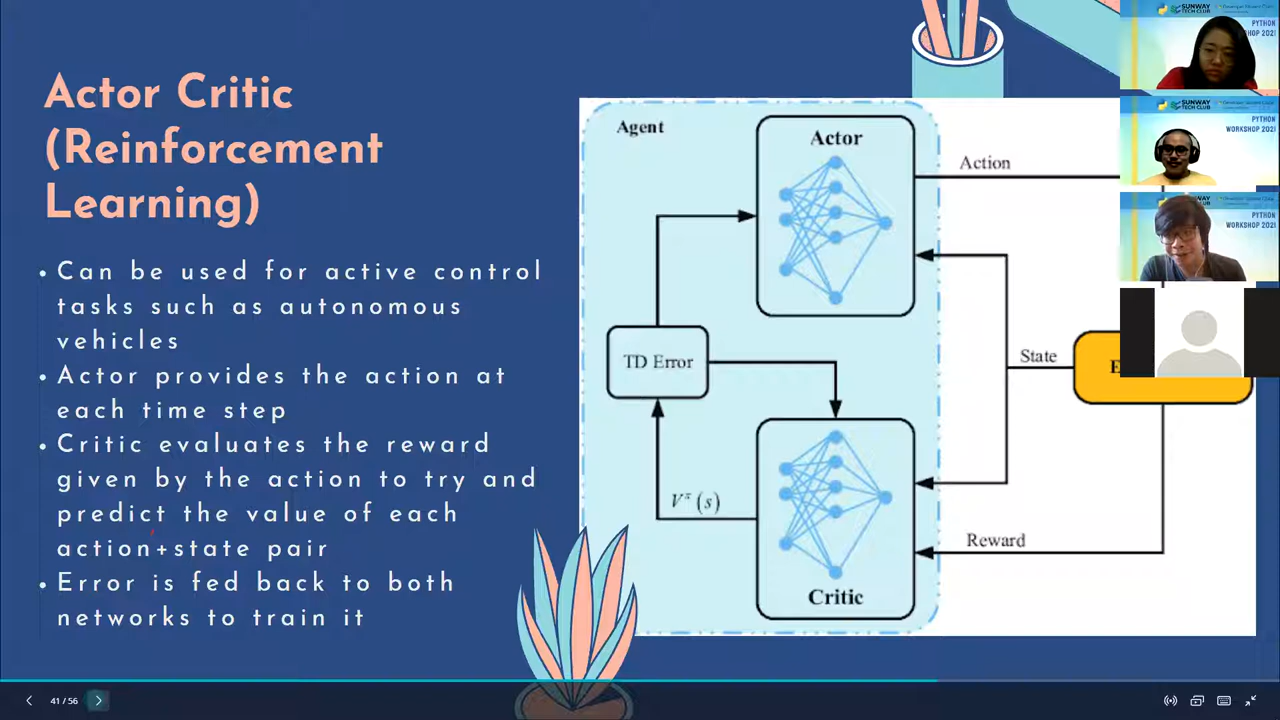 Actor Critic
(Reinforcement
Learning)
• Can be used for active control
tasks such as autonomous
vehicles
• Actor provides the action at
each time step
• Critic evaluates the reward
given by the action to try and
predict the value of each
action+state pair
• Error is fed back to both
networks to train it
Agent
Actor
Action
TD Error
State
E
V^π(s)
Reward
Critic
41 / 56
SUNWAY
TECH CLUB
PYTHON
HOP 2021
SUNWAY
TECH CLUB
PYTHON
WORKSHOP 2021
SUNWAY
TECH CLUB
PYTHON
WORKSHOP 2021